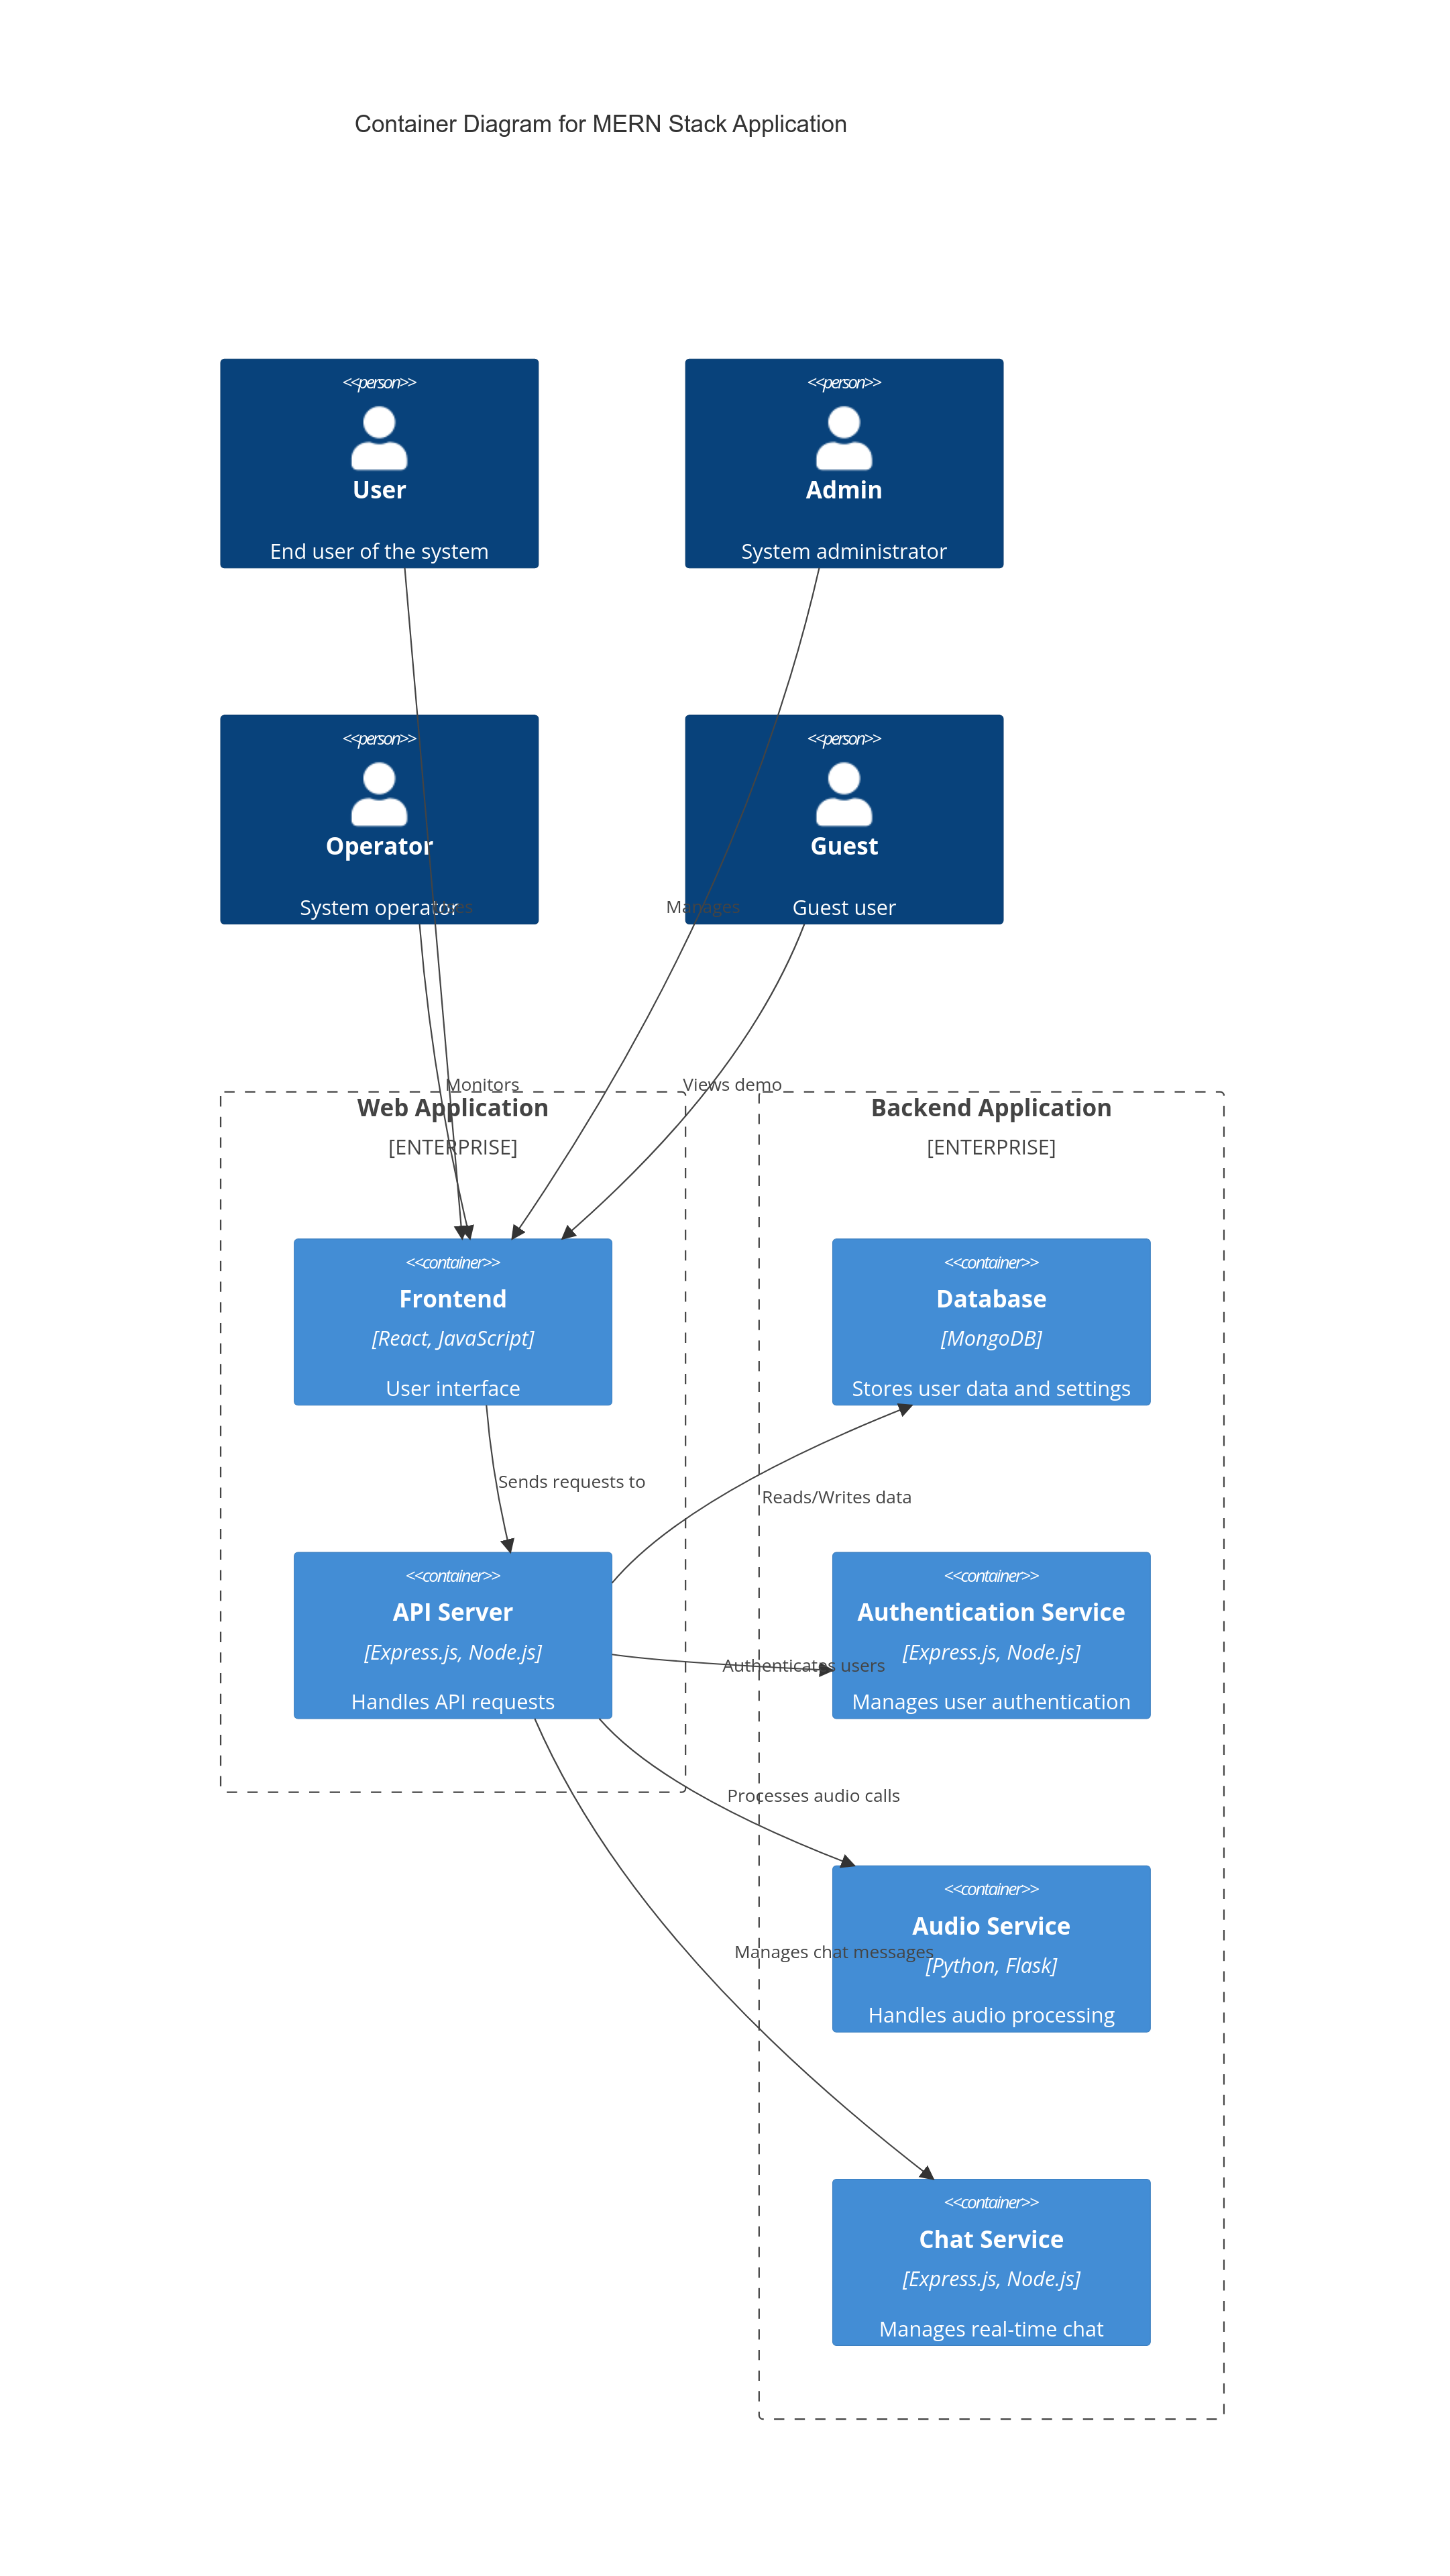 Container Diagram for MERN Stack Application
<<person>>
User
End user of the system
<<person>>
Admin
System administrator
<<person>>
Operator
System operator
<<person>>
Guest
Guest user
Uses
Manages
Monitors
Views demo
Web Application
[ENTERPRISE]
Backend Application
[ENTERPRISE]
<<container>>
Frontend
[React, JavaScript]
User interface
<<container>>
Database
[MongoDB]
Stores user data and settings
Sends requests to
Reads/Writes data
<<container>>
API Server
[Express.js, Node.js]
Handles API requests
<<container>>
Authentication Service
[Express.js, Node.js]
Manages user authentication
Authenticates users
Processes audio calls
<<container>>
Audio Service
[Python, Flask]
Handles audio processing
Manages chat messages
<<container>>
Chat Service
[Express.js, Node.js]
Manages real-time chat